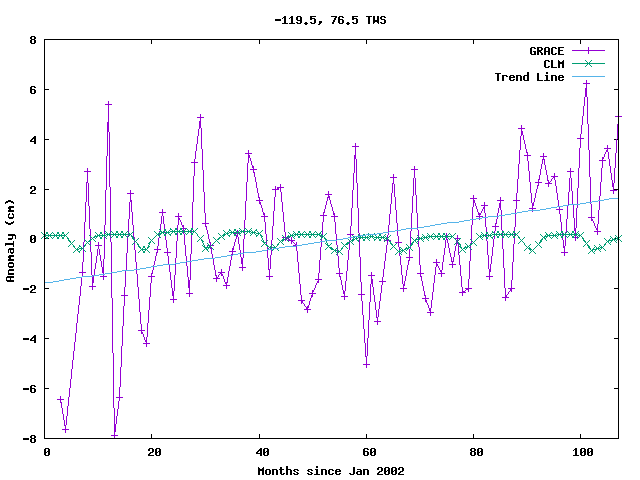 -119.5, 76.5 TWS
GRACE
CLM
Trend Line
8
6
4
2
0
-2
-4
-6
-8
Anomaly (cm)
0 20 40 60 80 100
Months since Jan 2002